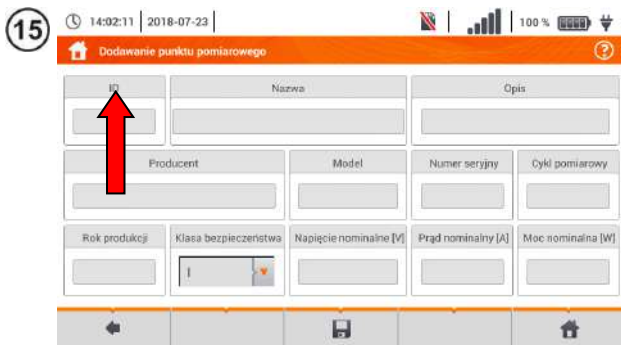 15
14:02:11 2018-07-23 100 %
Dodawanie punktu pomiarowego ?
ID Nazwa Opis
Producent Model Numer seryjny Cykl pomiarowy
Rok produkcji Klasa bezpieczeństwa Napięcie nominalne [V] Prąd nominalny [A] Moc nominalna [W]
I